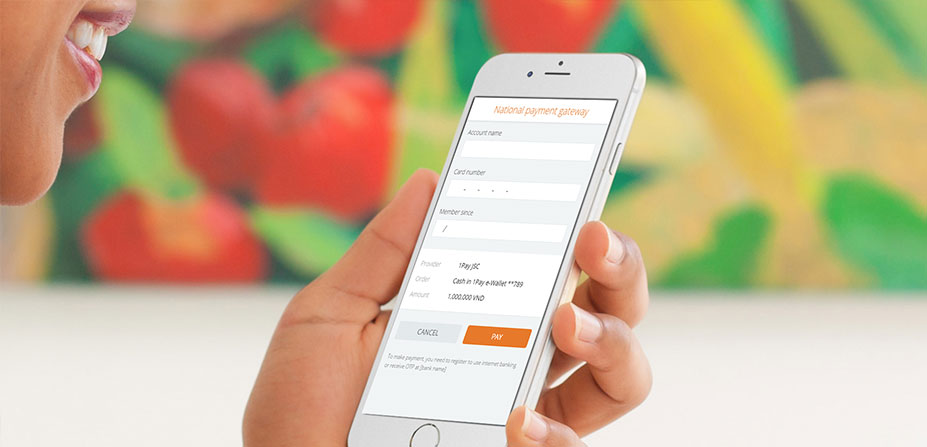 National payment gateway
Account name
Card number
- - - -
Member since
/
Provider 1Pay JSC
Order Cash in 1Pay e-Wallet **789
Amount 1,000,000 VND
CANCEL PAY
To make payment, you need to register to use internet banking
or receive OTP at [bank name]